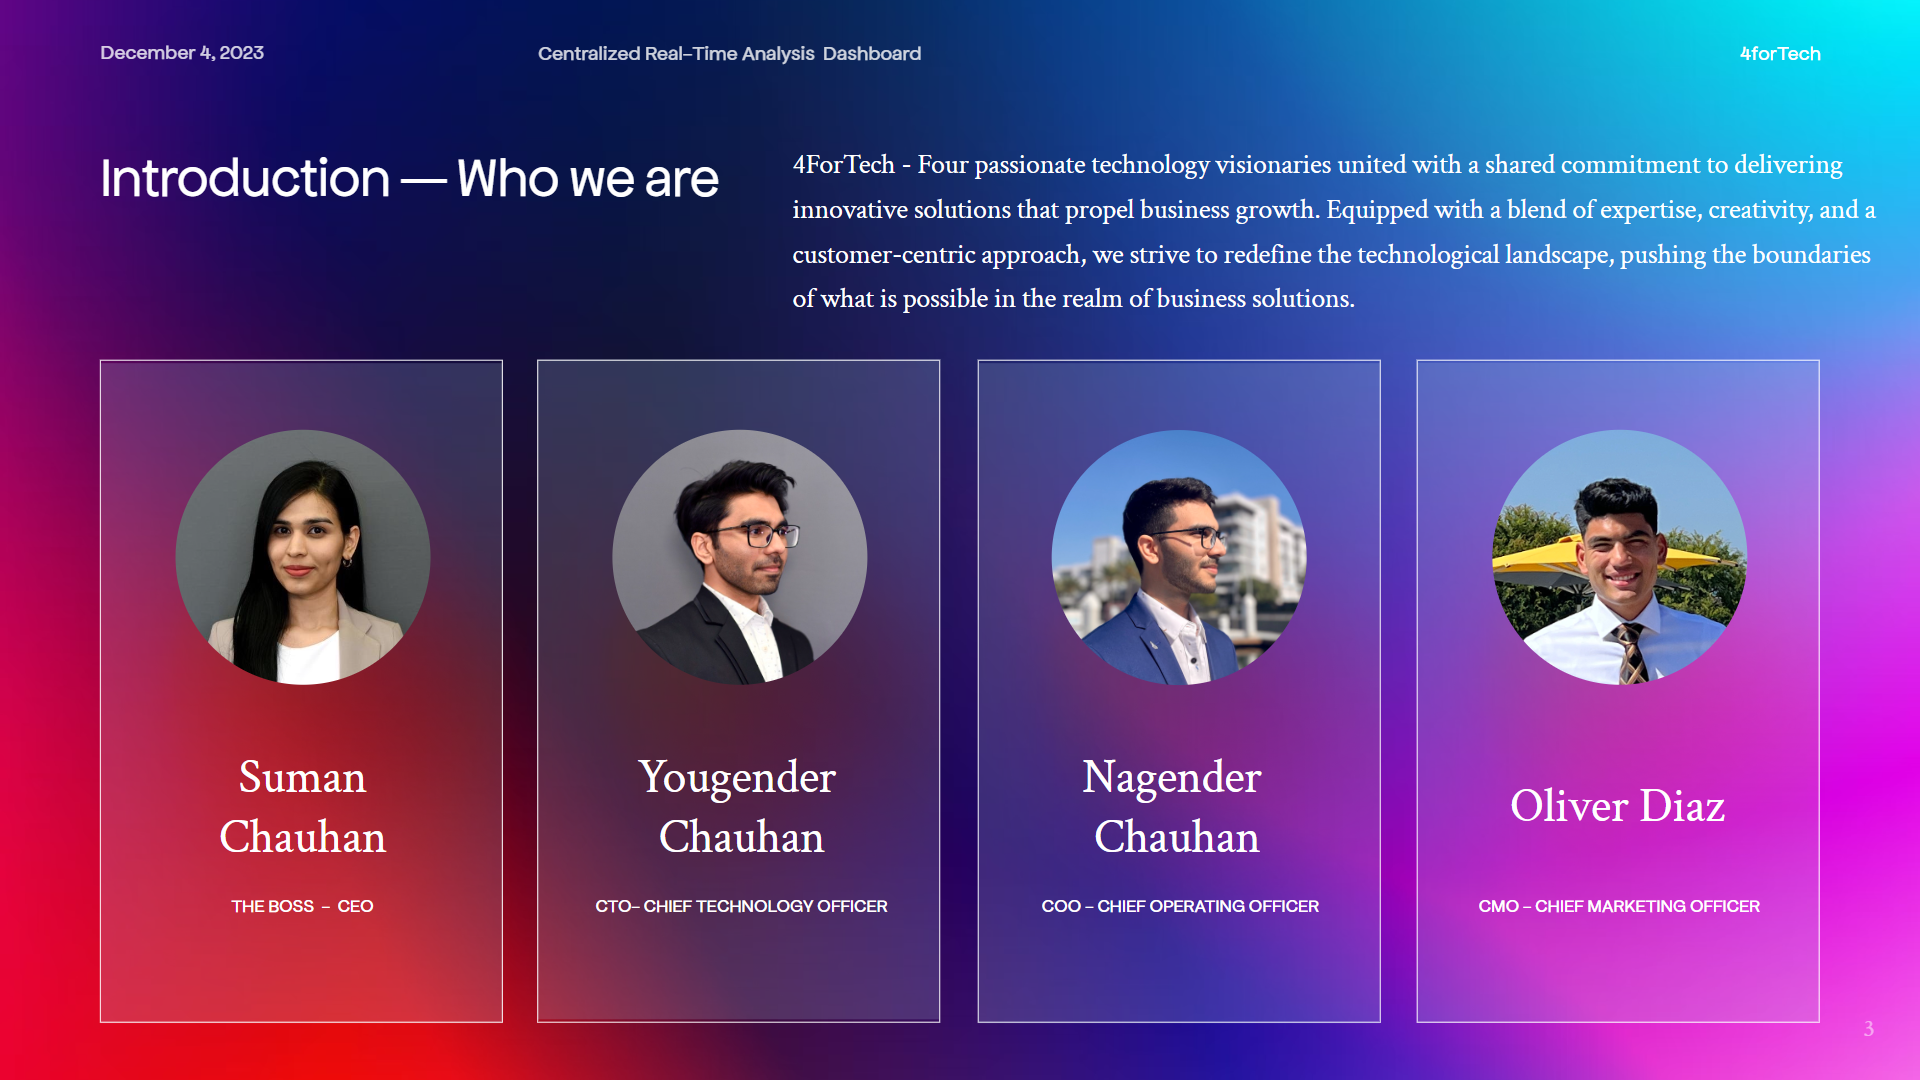 December 4, 2023
Centralized Real-Time Analysis Dashboard
4forTech
Introduction — Who we are
4ForTech - Four passionate technology visionaries united with a shared commitment to delivering
innovative solutions that propel business growth. Equipped with a blend of expertise, creativity, and a
customer-centric approach, we strive to redefine the technological landscape, pushing the boundaries
of what is possible in the realm of business solutions.
Suman
Chauhan
THE BOSS – CEO
Yougender
Chauhan
CTO– CHIEF TECHNOLOGY OFFICER
Nagender
Chauhan
COO – CHIEF OPERATING OFFICER
Oliver Diaz
CMO – CHIEF MARKETING OFFICER
3